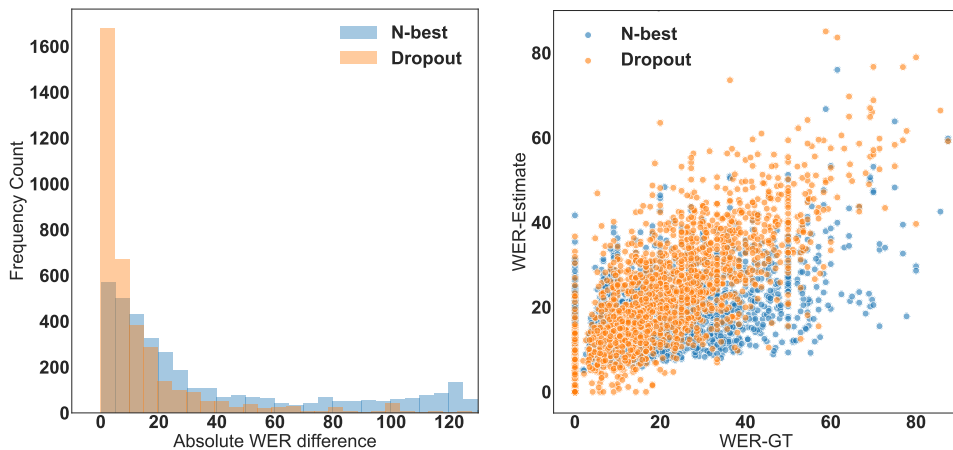 N-best
Dropout
1600
1400
1200
1000
800
600
400
200
0
Frequency Count
0 20 40 60 80 100 120
Absolute WER difference
N-best
Dropout
80
60
40
20
0
WER-Estimate
0 20 40 60 80
WER-GT